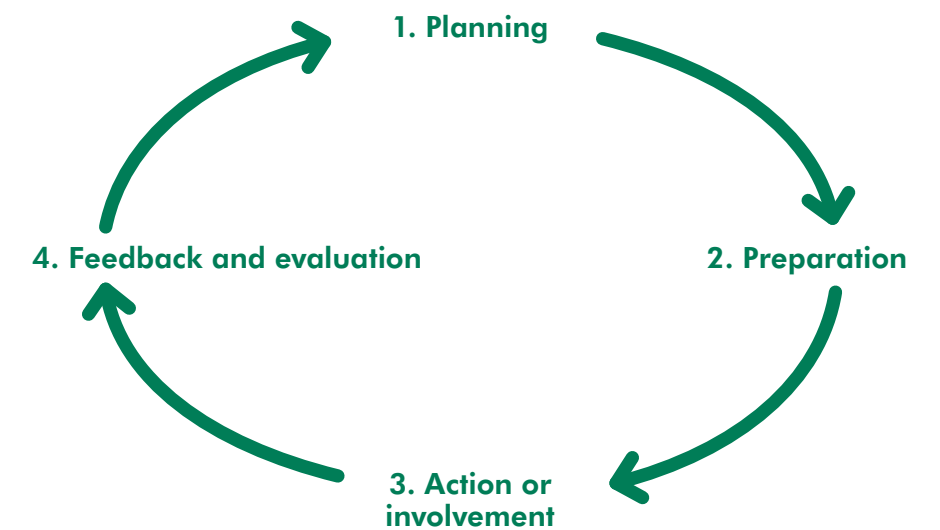 1. Planning
2. Preparation
3. Action or
involvement
4. Feedback and evaluation